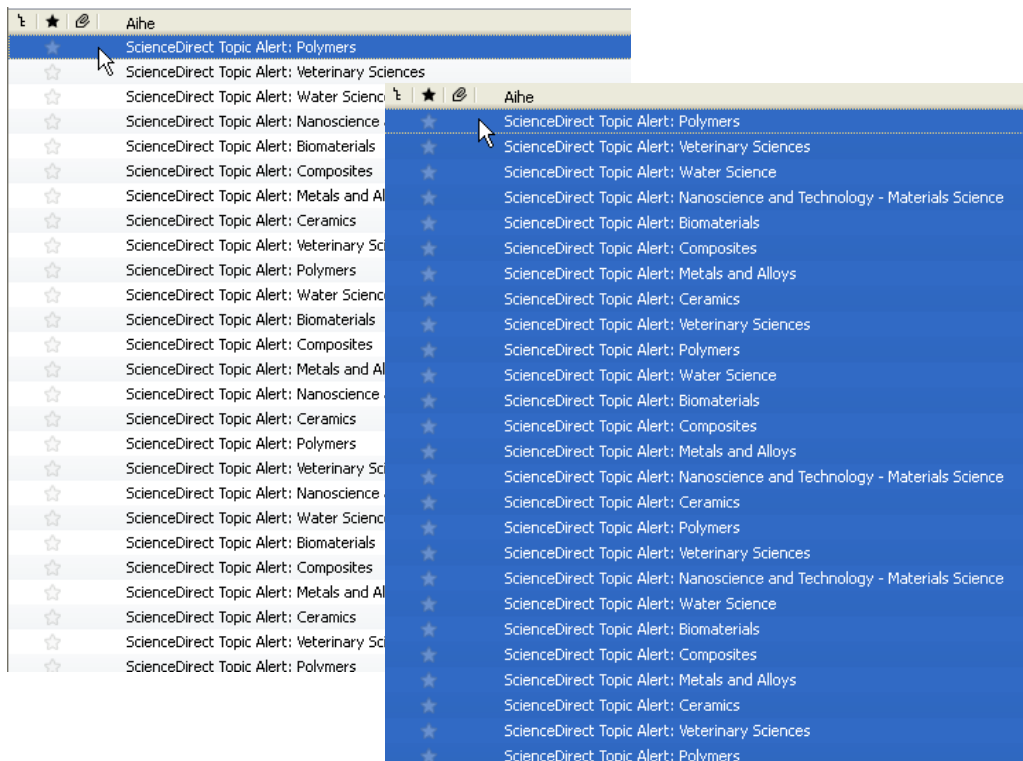 Aihe
ScienceDirect Topic Alert: Polymers
ScienceDirect Topic Alert: Veterinary Sciences
ScienceDirect Topic Alert: Water Scienc
ScienceDirect Topic Alert: Nanoscience
ScienceDirect Topic Alert: Biomaterials
ScienceDirect Topic Alert: Composites
ScienceDirect Topic Alert: Metals and Al
ScienceDirect Topic Alert: Ceramics
ScienceDirect Topic Alert: Veterinary Sci
ScienceDirect Topic Alert: Polymers
ScienceDirect Topic Alert: Water Scienc
ScienceDirect Topic Alert: Biomaterials
ScienceDirect Topic Alert: Composites
ScienceDirect Topic Alert: Metals and Al
ScienceDirect Topic Alert: Nanoscience
ScienceDirect Topic Alert: Ceramics
ScienceDirect Topic Alert: Polymers
ScienceDirect Topic Alert: Veterinary Sci
ScienceDirect Topic Alert: Nanoscience
ScienceDirect Topic Alert: Water Scienc
ScienceDirect Topic Alert: Biomaterials
ScienceDirect Topic Alert: Composites
ScienceDirect Topic Alert: Metals and Al
ScienceDirect Topic Alert: Ceramics
ScienceDirect Topic Alert: Veterinary Sci
ScienceDirect Topic Alert: Polymers
Aihe
ScienceDirect Topic Alert: Polymers
ScienceDirect Topic Alert: Veterinary Sciences
ScienceDirect Topic Alert: Water Science
ScienceDirect Topic Alert: Nanoscience and Technology - Materials Science
ScienceDirect Topic Alert: Biomaterials
ScienceDirect Topic Alert: Composites
ScienceDirect Topic Alert: Metals and Alloys
ScienceDirect Topic Alert: Ceramics
ScienceDirect Topic Alert: Veterinary Sciences
ScienceDirect Topic Alert: Polymers
ScienceDirect Topic Alert: Water Science
ScienceDirect Topic Alert: Biomaterials
ScienceDirect Topic Alert: Composites
ScienceDirect Topic Alert: Metals and Alloys
ScienceDirect Topic Alert: Nanoscience and Technology - Materials Science
ScienceDirect Topic Alert: Ceramics
ScienceDirect Topic Alert: Polymers
ScienceDirect Topic Alert: Veterinary Sciences
ScienceDirect Topic Alert: Nanoscience and Technology - Materials Science
ScienceDirect Topic Alert: Water Science
ScienceDirect Topic Alert: Biomaterials
ScienceDirect Topic Alert: Composites
ScienceDirect Topic Alert: Metals and Alloys
ScienceDirect Topic Alert: Ceramics
ScienceDirect Topic Alert: Veterinary Sciences
ScienceDirect Topic Alert: Polymers